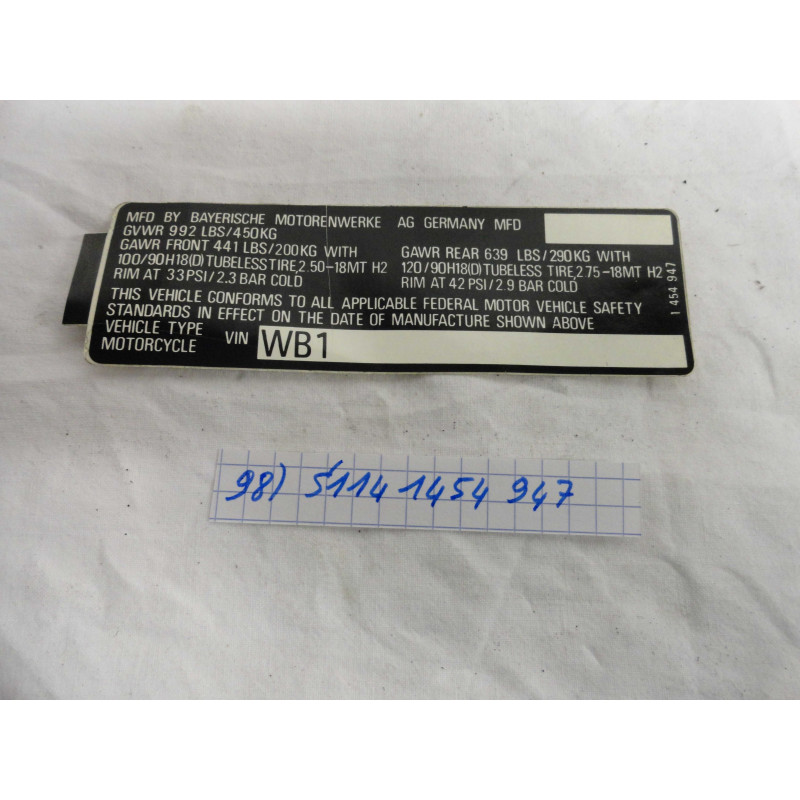 MFD BY BAYERISCHE MOTORENWERKE AG GERMANY MFD
GVWR 992 LBS/450KG
GAWR FRONT 441 LBS/200KG WITH
100/90H18(D)TUBELESS TIRE,2.50-18MT H2
RIM AT 33PSI/2.3 BAR COLD
GAWR REAR 639 LBS/290KG WITH
120/90H18(D)TUBELESS TIRE,2.75-18MT H2
RIM AT 42 PSI/2.9 BAR COLD
THIS VEHICLE CONFORMS TO ALL APPLICABLE FEDERAL MOTOR VEHICLE SAFETY
STANDARDS IN EFFECT ON THE DATE OF MANUFACTURE SHOWN ABOVE
VEHICLE TYPE
MOTORCYCLE
VIN WB1
1 454 947
98) 5114 1454 947